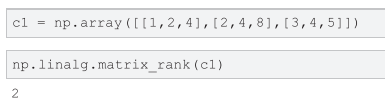 c1 = np.array([[1,2,4],[2,4,8],[3,4,5]])
np.linalg.matrix_rank(c1)
2